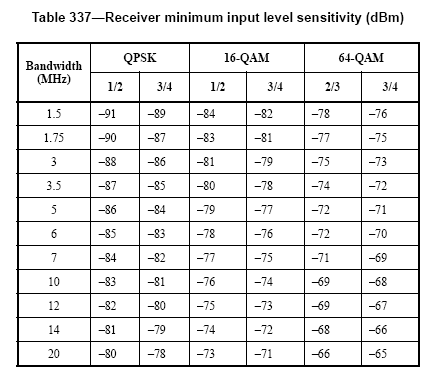 Table 337—Receiver minimum input level sensitivity (dBm)
Bandwidth (MHz) QPSK 16-QAM 64-QAM
1/2 3/4 1/2 3/4 2/3 3/4
1.5 –91 –89 –84 –82 –78 –76
1.75 –90 –87 –83 –81 –77 –75
3 –88 –86 –81 –79 –75 –73
3.5 –87 –85 –80 –78 –74 –72
5 –86 –84 –79 –77 –72 –71
6 –85 –83 –78 –76 –72 –70
7 –84 –82 –77 –75 –71 –69
10 –83 –81 –76 –74 –69 –68
12 –82 –80 –75 –73 –69 –67
14 –81 –79 –74 –72 –68 –66
20 –80 –78 –73 –71 –66 –65